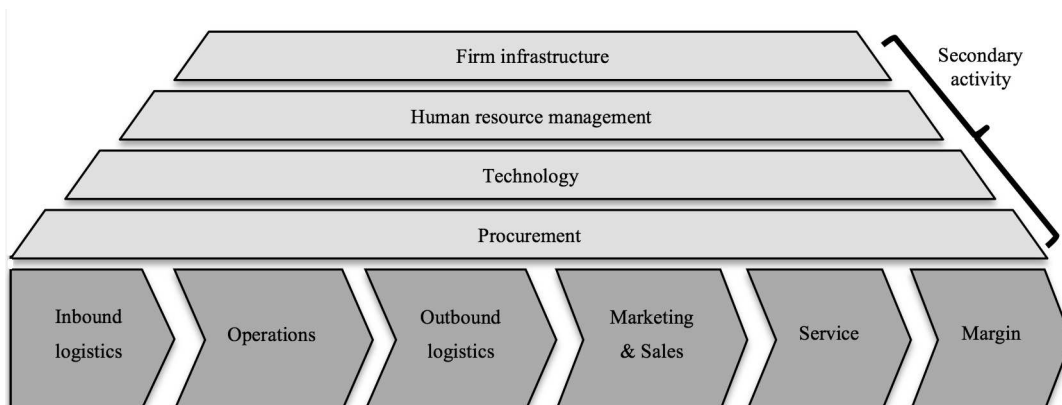 Firm infrastructure
Secondary
activity
Human resource management
Technology
Procurement
Inbound
logistics
Operations
Outbound
logistics
Marketing
& Sales
Service
Margin